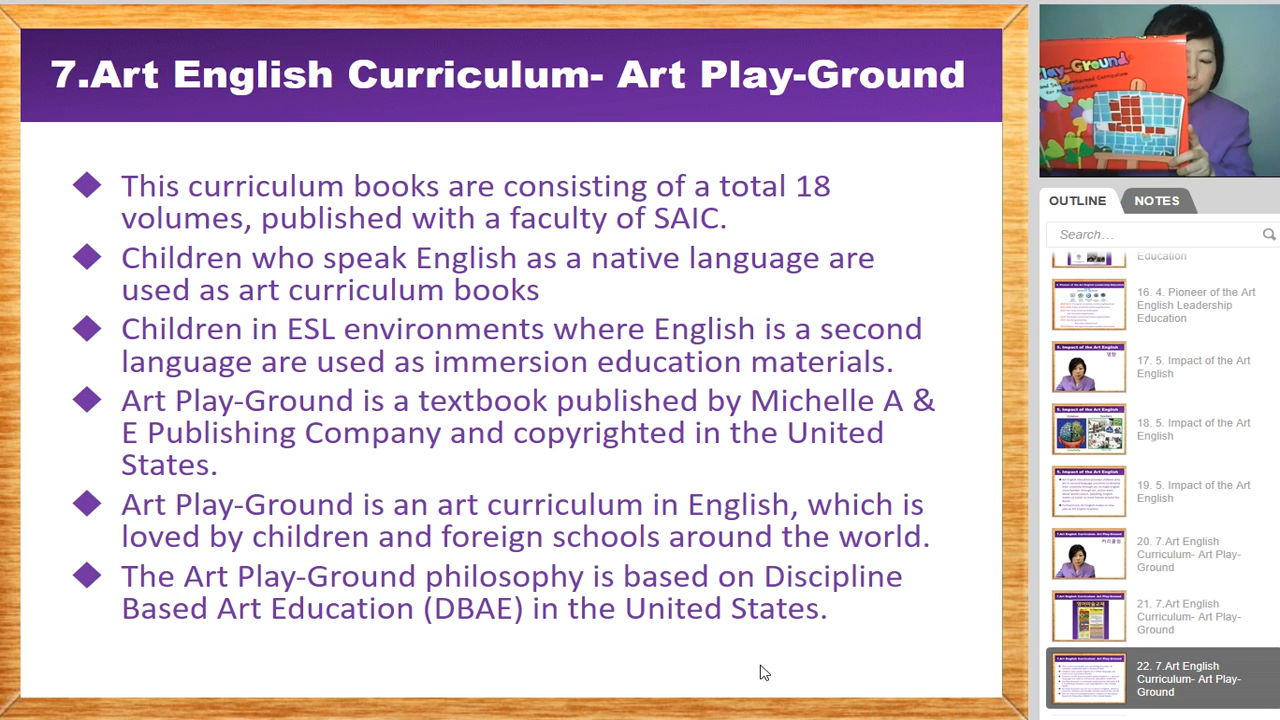 7.Art English Curriculum- Art Play-Ground
This curriculum books are consisting of a total 18
volumes, published with a faculty of SAIC.
Children who speak English as a native language are
used as art curriculum books
Children in ESL environments where English is a second
language are used as immersion education materials.
Art Play-Ground is a textbook published by Michelle A &
E Publishing Company and copyrighted in the United
States.
Art Play-Ground is an art curriculum in English, which is
loved by children and foreign schools around the world.
The Art Play-Ground philosophy is based on Discipline
Based Art Education (DBAE) in the United States.
Play-Ground
OUTLINE
NOTES
Search...
Education
16. 4. Pioneer of the Art
English Leadership
Education
17. 5. Impact of the Art
English
18. 5. Impact of the Art
English
19. 5. Impact of the Art
English
20. 7.Art English
Curriculum- Art Play-
Ground
21. 7.Art English
Curriculum- Art Play-
Ground
22. 7.Art English
Curriculum- Art Play-
Ground